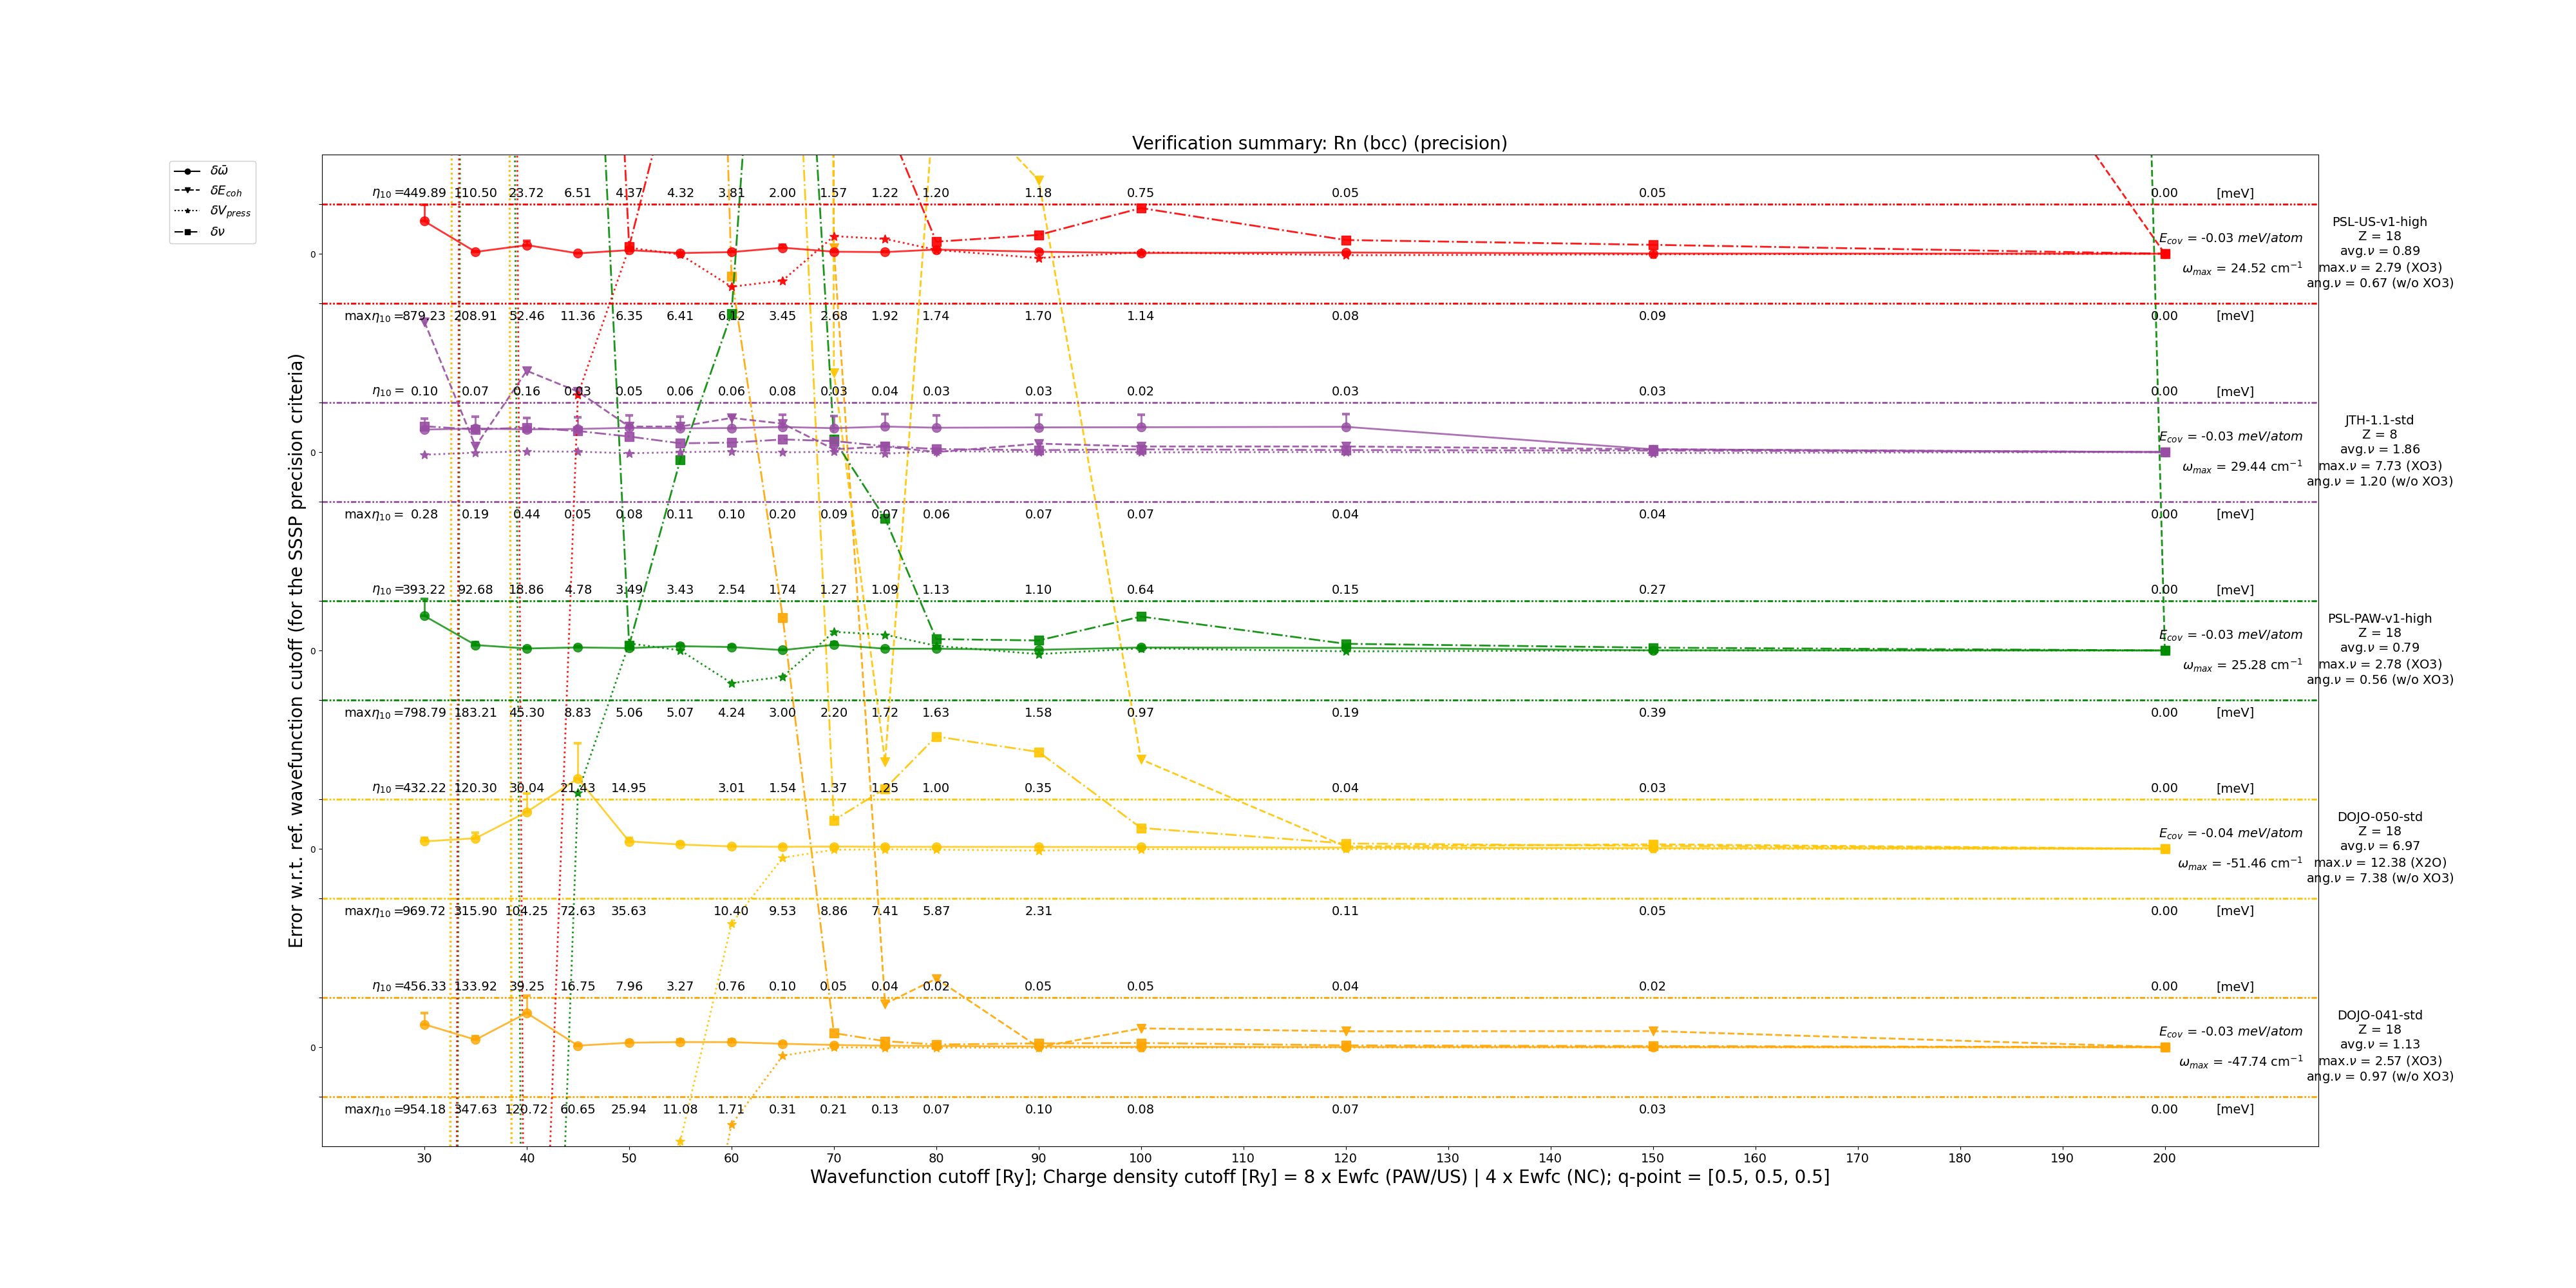 Verification summary: Rn (bcc) (precision)
δω̄
δE_coh
δV_press
δν
Error w.r.t. ref. wavefunction cutoff (for the SSSP precision criteria)
η₁₀ = 449.89 110.50 23.72 6.51 4.37 4.32 3.81 2.00 1.57 1.22 1.20 1.18 0.75 0.05 0.05 0.00 [meV]
0
E_cov = -0.03 meV/atom
ω_max = 24.52 cm⁻¹
PSL-US-v1-high
Z = 18
avg.ν = 0.89
max.ν = 2.79 (XO3)
ang.ν = 0.67 (w/o XO3)
maxη₁₀ = 879.23 208.91 52.46 11.36 6.35 6.41 6.12 3.45 2.68 1.92 1.74 1.70 1.14 0.08 0.09 0.00 [meV]
η₁₀ = 0.10 0.07 0.16 0.03 0.05 0.06 0.06 0.08 0.03 0.04 0.03 0.03 0.02 0.03 0.03 0.00 [meV]
0
E_cov = -0.03 meV/atom
ω_max = 29.44 cm⁻¹
JTH-1.1-std
Z = 8
avg.ν = 1.86
max.ν = 7.73 (XO3)
ang.ν = 1.20 (w/o XO3)
maxη₁₀ = 0.28 0.19 0.44 0.05 0.08 0.11 0.10 0.20 0.09 0.07 0.06 0.07 0.07 0.04 0.04 0.00 [meV]
η₁₀ = 393.22 92.68 18.86 4.78 3.49 3.43 2.54 1.74 1.27 1.09 1.13 1.10 0.64 0.15 0.27 0.00 [meV]
0
E_cov = -0.03 meV/atom
ω_max = 25.28 cm⁻¹
PSL-PAW-v1-high
Z = 18
avg.ν = 0.79
max.ν = 2.78 (XO3)
ang.ν = 0.56 (w/o XO3)
maxη₁₀ = 798.79 183.21 45.30 8.83 5.06 5.07 4.24 3.00 2.20 1.72 1.63 1.58 0.97 0.19 0.39 0.00 [meV]
η₁₀ = 432.22 120.30 30.04 21.43 14.95 3.01 1.54 1.37 1.25 1.00 0.35 0.04 0.03 0.00 [meV]
0
E_cov = -0.04 meV/atom
ω_max = -51.46 cm⁻¹
DOJO-050-std
Z = 18
avg.ν = 6.97
max.ν = 12.38 (X2O)
ang.ν = 7.38 (w/o XO3)
maxη₁₀ = 969.72 315.90 104.25 72.63 35.63 10.40 9.53 8.86 7.41 5.87 2.31 0.11 0.05 0.00 [meV]
η₁₀ = 456.33 133.92 39.25 16.75 7.96 3.27 0.76 0.10 0.05 0.04 0.02 0.05 0.05 0.04 0.02 0.00 [meV]
0
E_cov = -0.03 meV/atom
ω_max = -47.74 cm⁻¹
DOJO-041-std
Z = 18
avg.ν = 1.13
max.ν = 2.57 (XO3)
ang.ν = 0.97 (w/o XO3)
maxη₁₀ = 954.18 347.63 120.72 60.65 25.94 11.08 1.71 0.31 0.21 0.13 0.07 0.10 0.08 0.07 0.03 0.00 [meV]
30 40 50 60 70 80 90 100 110 120 130 140 150 160 170 180 190 200
Wavefunction cutoff [Ry]; Charge density cutoff [Ry] = 8 x Ewfc (PAW/US) | 4 x Ewfc (NC); q-point = [0.5, 0.5, 0.5]